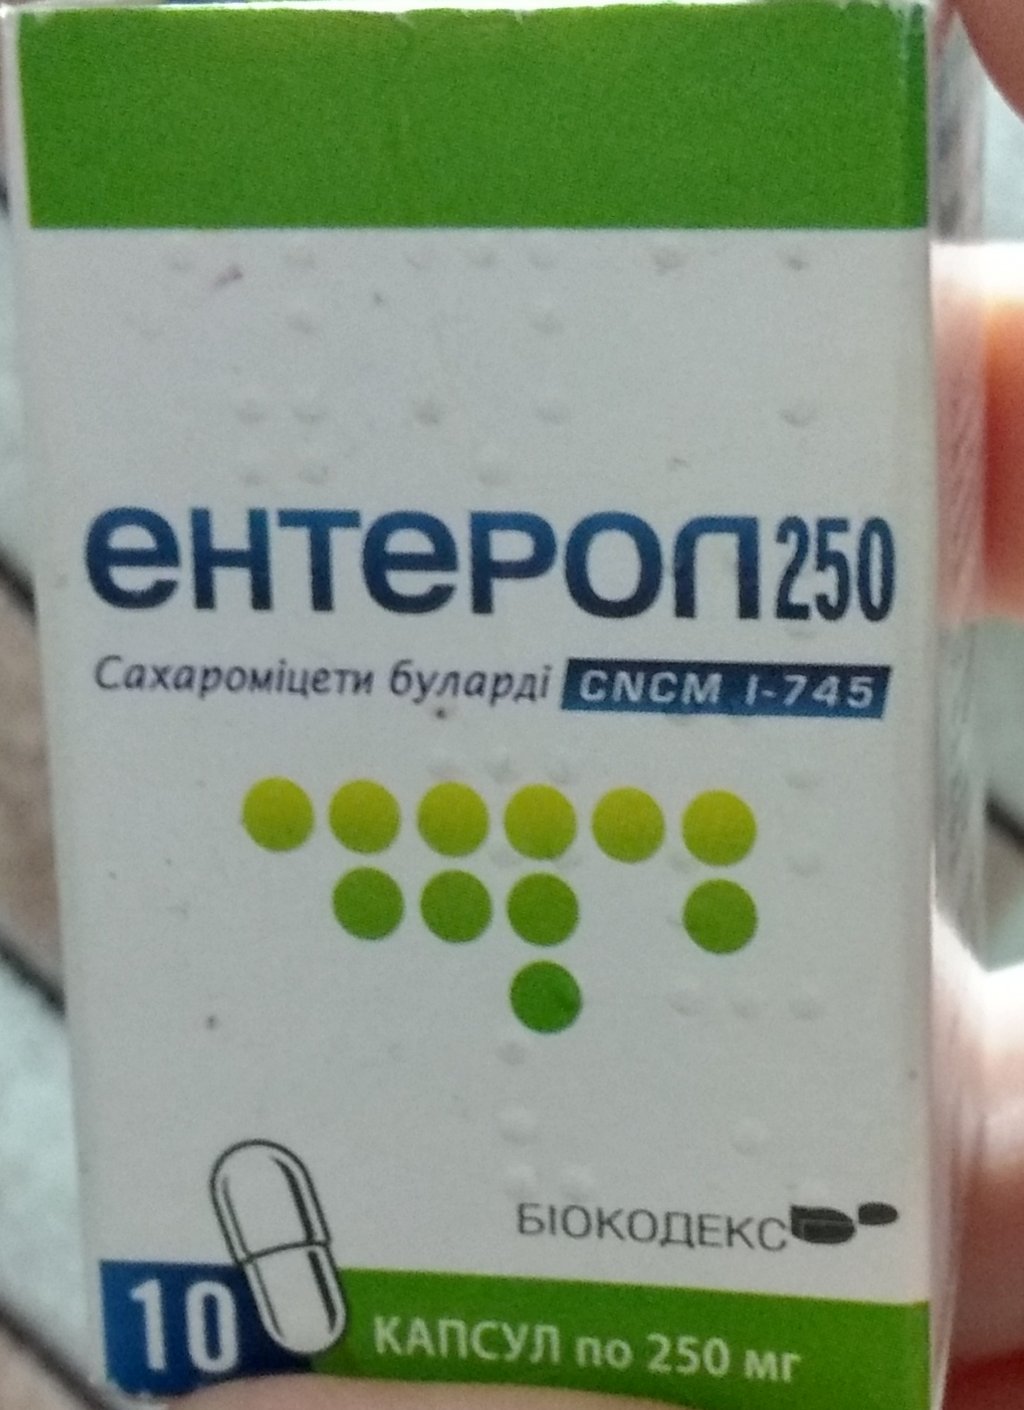 ентерол250
Сахароміцети буларді CNCM I-745
БІОКОДЕКС
10 КАПСУЛ по 250 мг